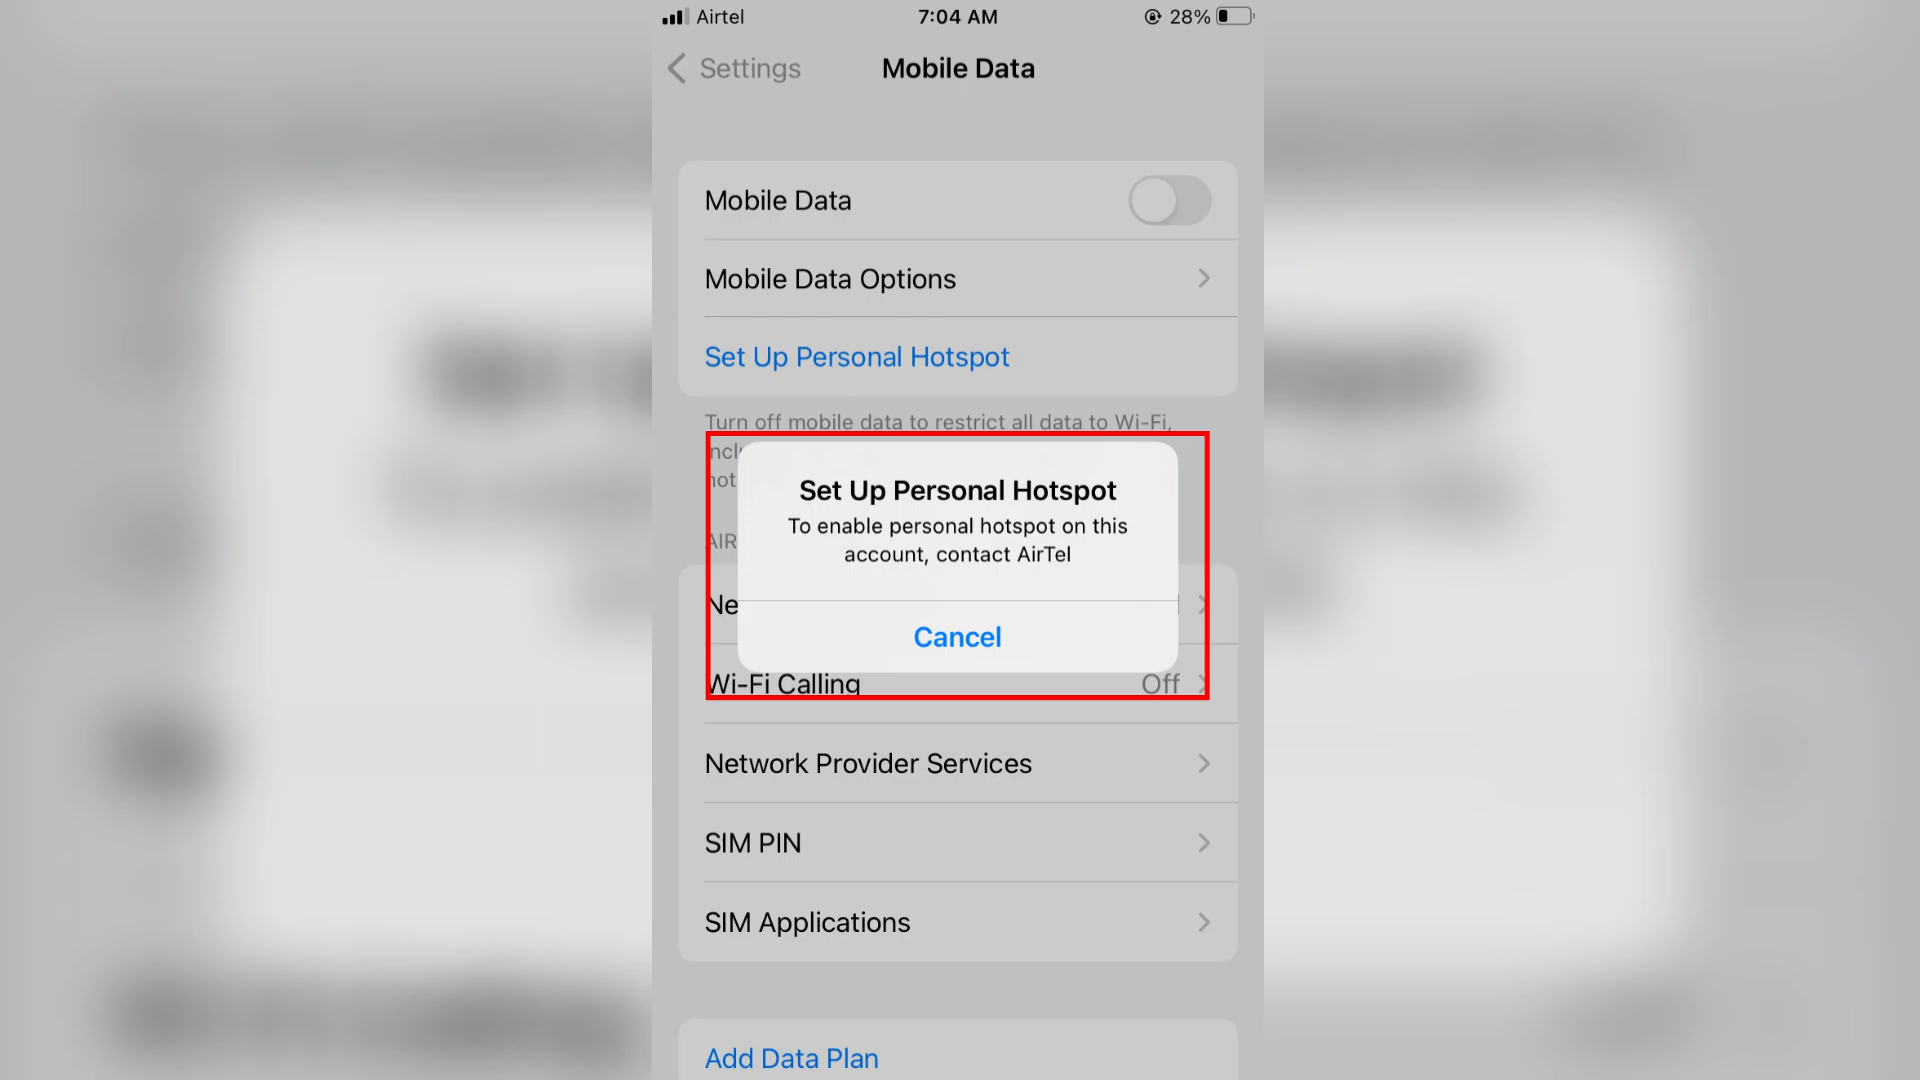 Airtel 7:04 AM 28%
Settings Mobile Data
Mobile Data
Mobile Data Options
Set Up Personal Hotspot
Turn off mobile data to restrict all data to Wi-Fi,
Set Up Personal Hotspot
To enable personal hotspot on this
account, contact AirTel
Cancel
Wi-Fi Calling Off
Network Provider Services
SIM PIN
SIM Applications
Add Data Plan